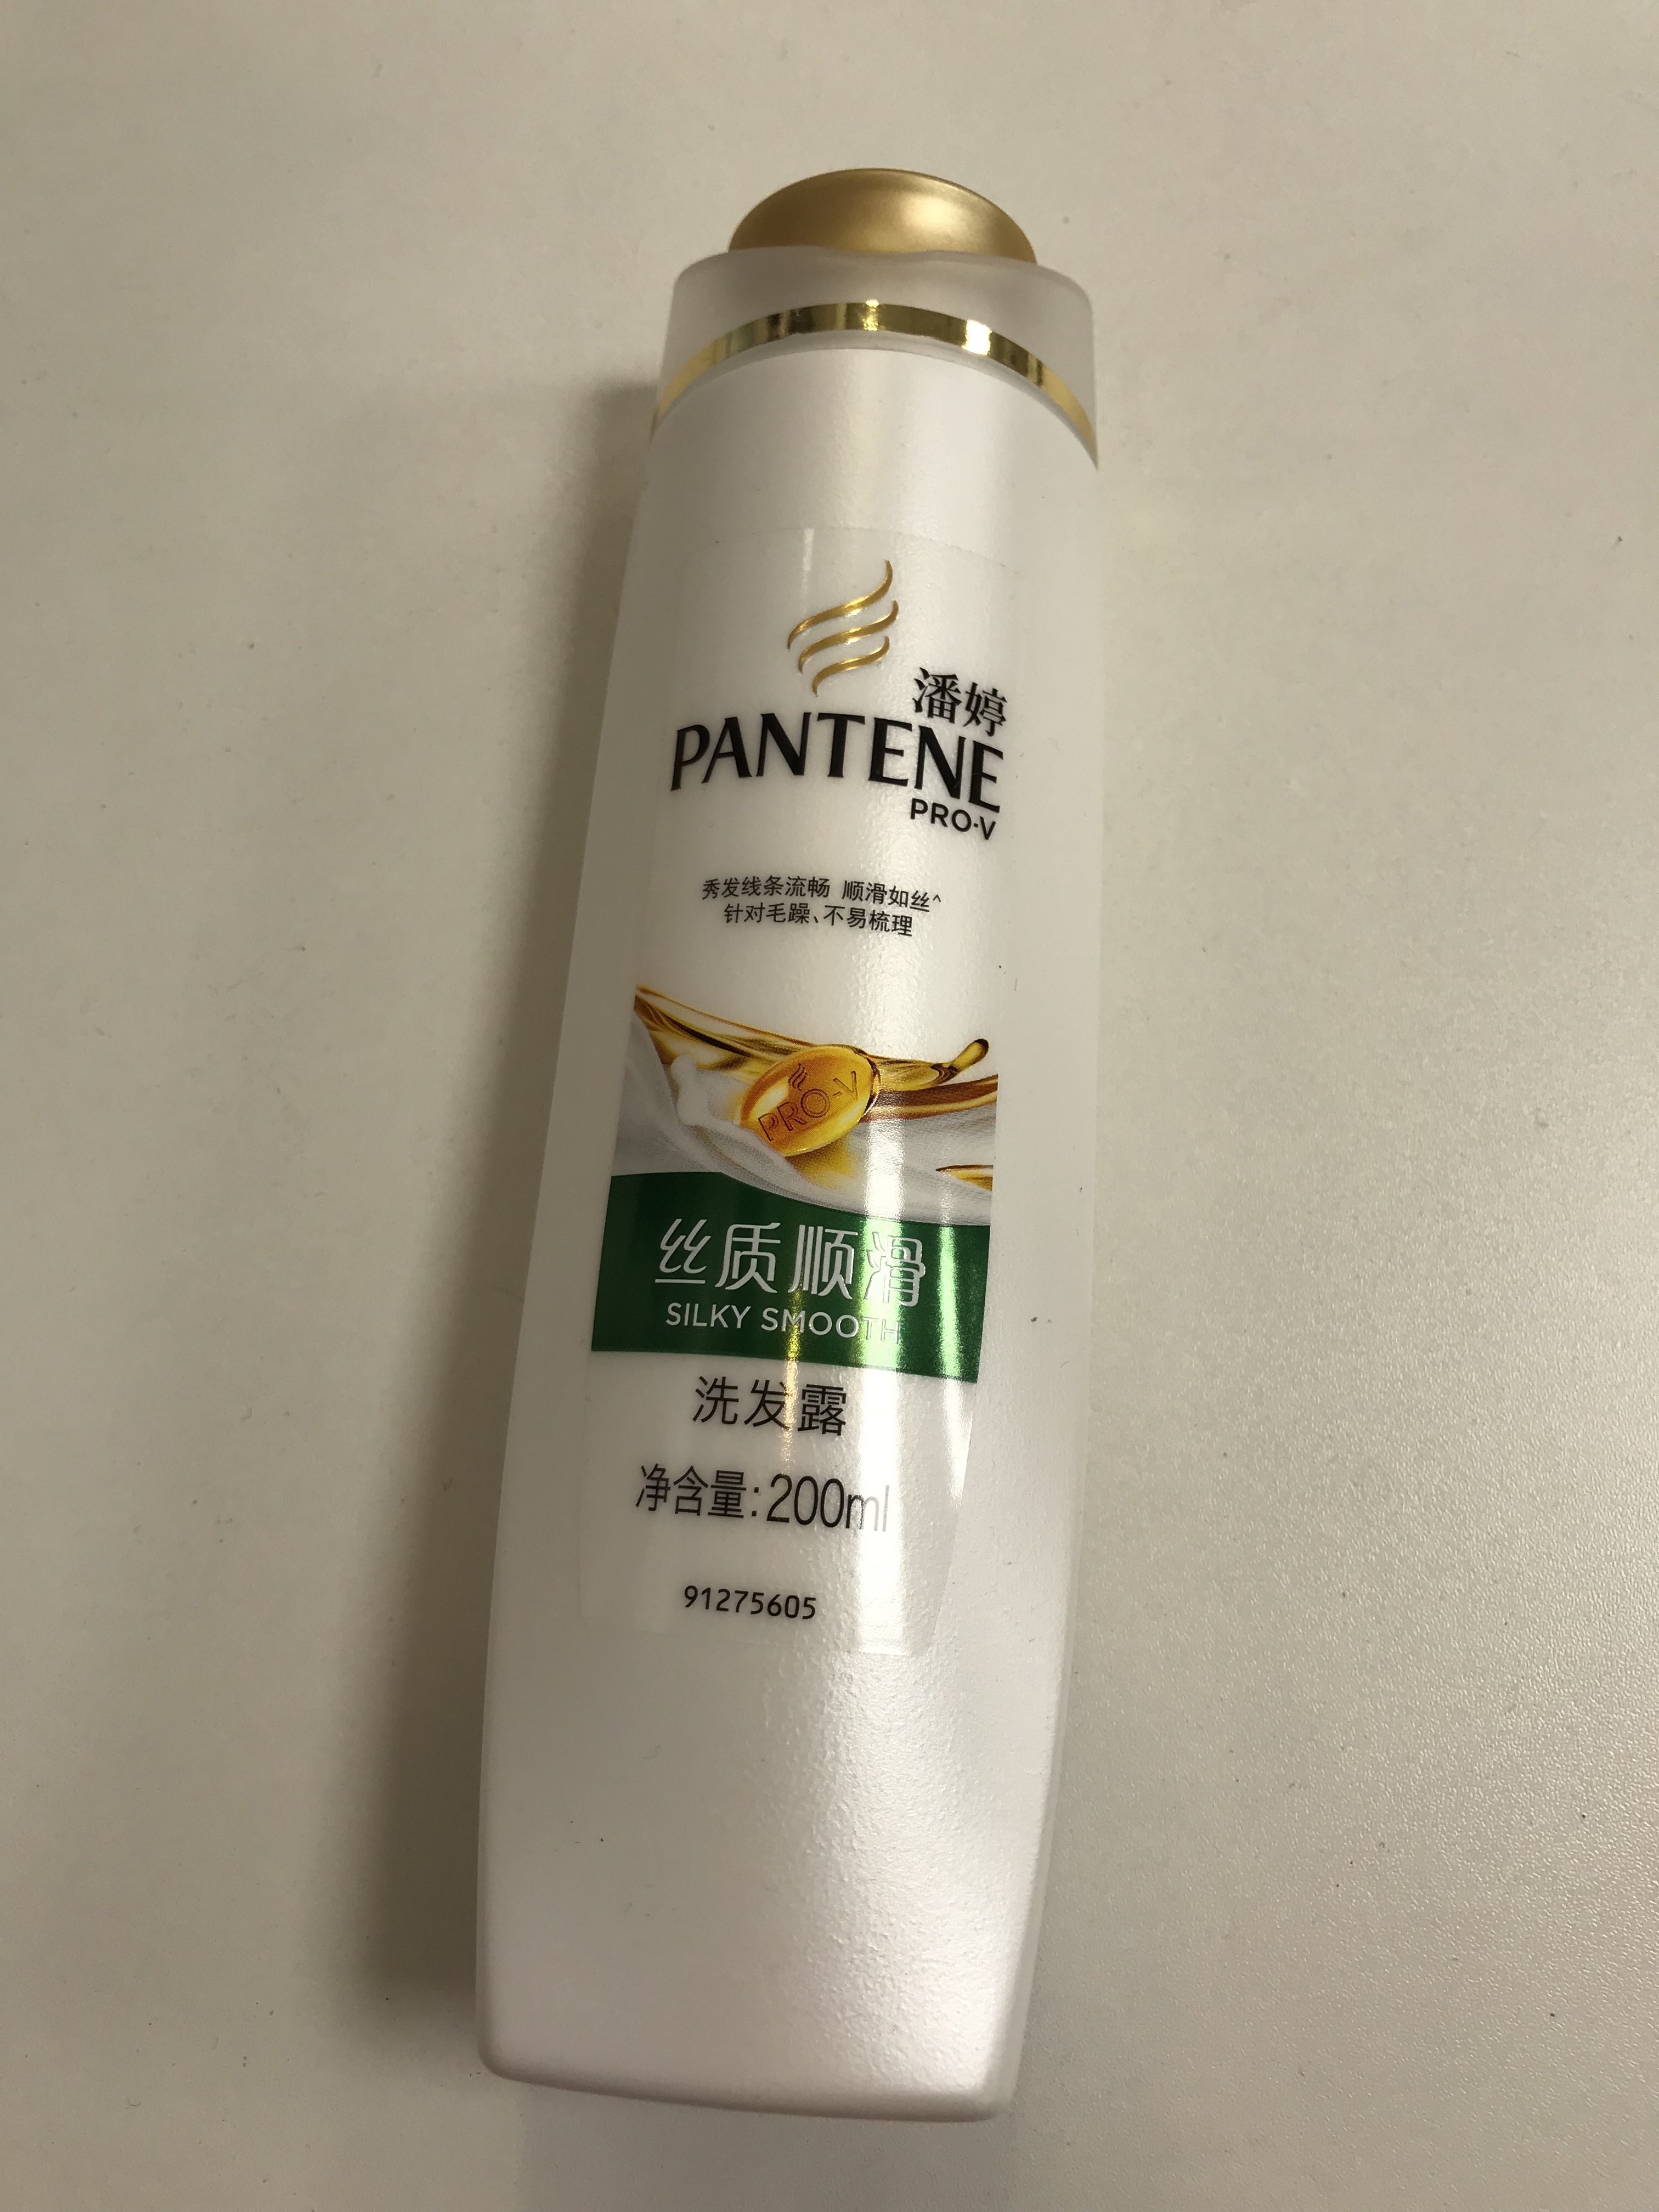 潘婷
PANTENE
PRO-V
秀发线条流畅 顺滑如丝^
针对毛躁、不易梳理
PRO-V
丝质顺滑
SILKY SMOOTH
洗发露
净含量:200ml
91275605